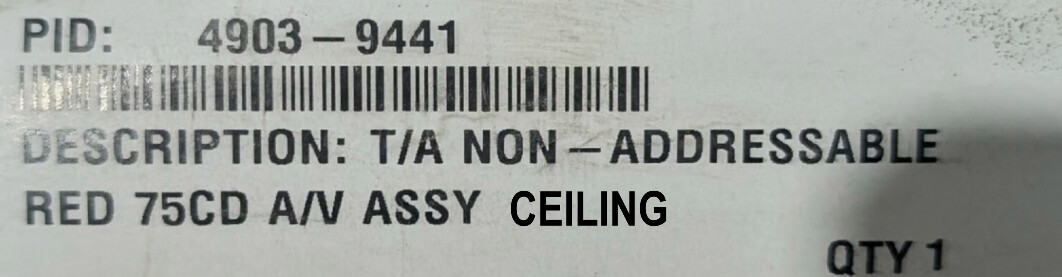 PID: 4903-9441
DESCRIPTION: T/A NON-ADDRESSABLE
RED 75CD A/V ASSY CEILING
QTY 1